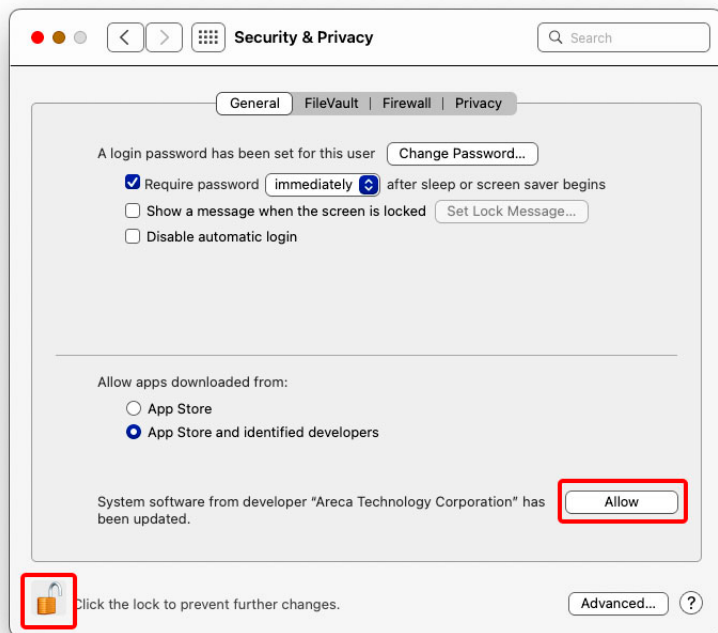 Security & Privacy
Search
General | FileVault | Firewall | Privacy
A login password has been set for this user Change Password...
Require password immediately after sleep or screen saver begins
Show a message when the screen is locked Set Lock Message...
Disable automatic login
Allow apps downloaded from:
App Store
App Store and identified developers
System software from developer “Areca Technology Corporation” has
been updated.
Allow
Click the lock to prevent further changes.
Advanced... ?